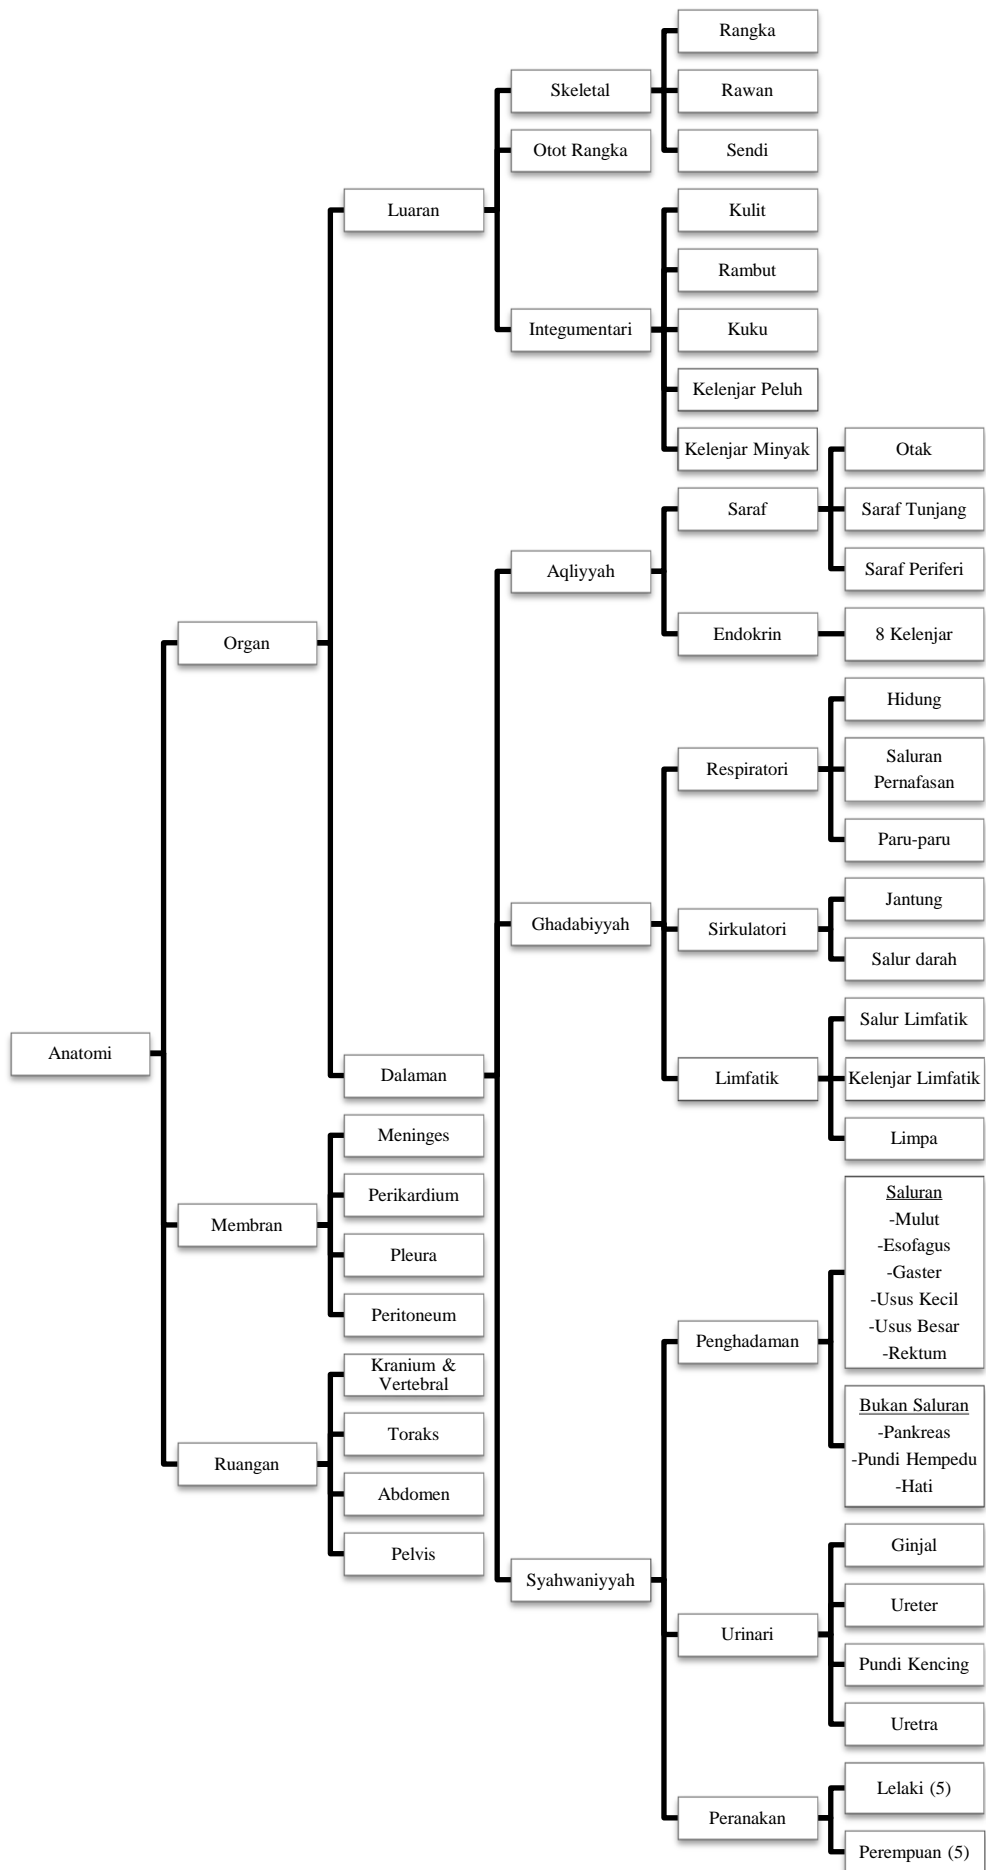 Rangka
Skeletal
Rawan
Otot Rangka
Sendi
Luaran
Kulit
Rambut
Integumentari
Kuku
Kelenjar Peluh
Kelenjar Minyak
Otak
Saraf
Saraf Tunjang
Aqliyyah
Saraf Periferi
Organ
Endokrin
8 Kelenjar
Hidung
Respiratori
Saluran
Pernafasan
Paru-paru
Jantung
Ghadabiyyah
Sirkulatori
Salur darah
Salur Limfatik
Anatomi
Dalaman
Limfatik
Kelenjar Limfatik
Limpa
Meninges
Perikardium
Membran
Pleura
Peritoneum
Saluran
-Mulut
-Esofagus
-Gaster
-Usus Kecil
-Usus Besar
-Rektum
Penghadaman
Kranium &
Vertebral
Toraks
Ruangan
Abdomen
Pelvis
Bukan Saluran
-Pankreas
-Pundi Hempedu
-Hati
Syahwaniyyah
Ginjal
Ureter
Urinari
Pundi Kencing
Uretra
Lelaki (5)
Peranakan
Perempuan (5)